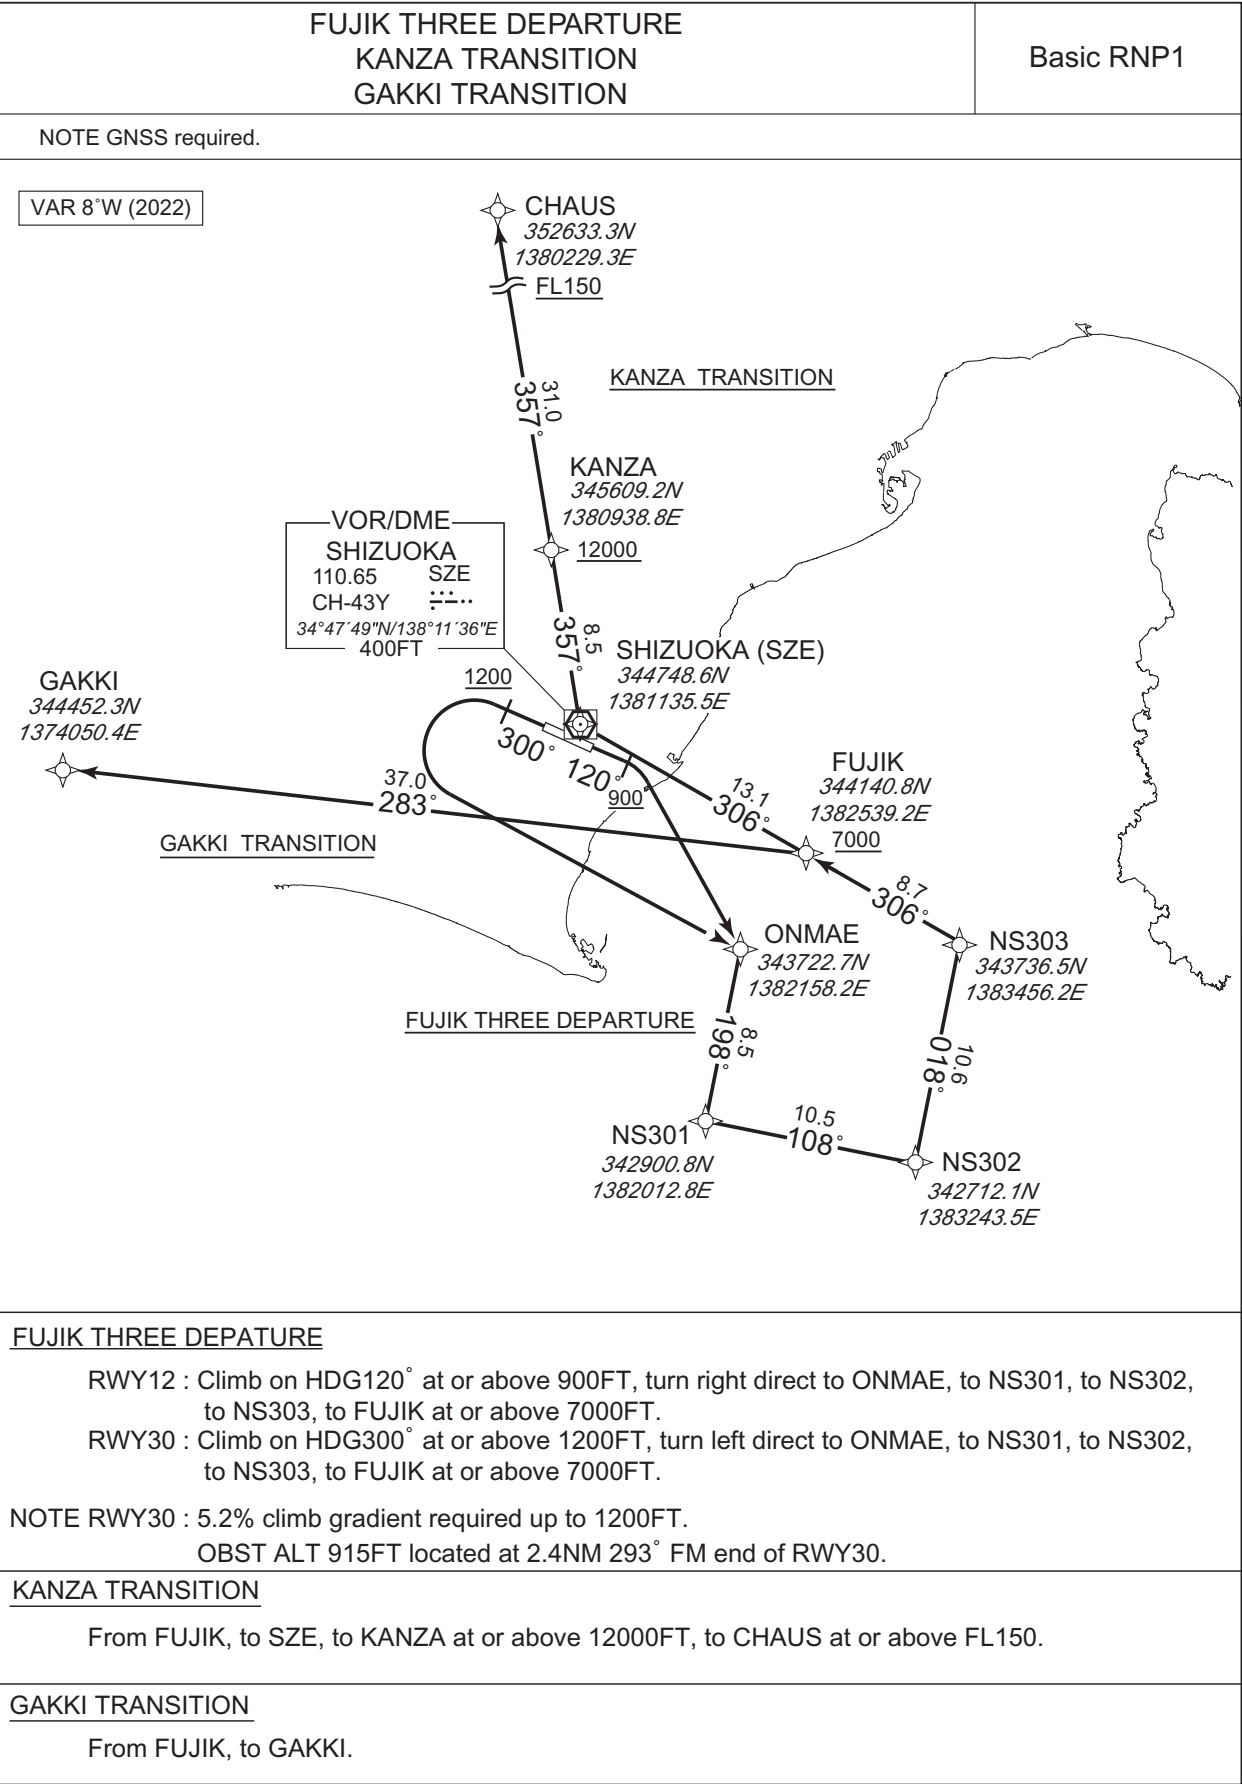 FUJIK THREE DEPARTURE
KANZA TRANSITION
GAKKI TRANSITION
Basic RNP1
NOTE GNSS required.
VAR 8˚W (2022)
CHAUS
352633.3N
1380229.3E
FL150
31.0
357˚
KANZA TRANSITION
KANZA
345609.2N
1380938.8E
12000
VOR/DME
SHIZUOKA
110.65 SZE
CH-43Y
34°47´49"N/138°11´36"E
400FT
8.5
357˚
SHIZUOKA (SZE)
344748.6N
1381135.5E
GAKKI
344452.3N
1374050.4E
1200
300˚
120˚
900
37.0
283˚
GAKKI TRANSITION
13.1
306˚
FUJIK
344140.8N
1382539.2E
7000
8.7
306˚
ONMAE
343722.7N
1382158.2E
NS303
343736.5N
1383456.2E
FUJIK THREE DEPARTURE
8.5
198˚
10.6
018˚
10.5
108˚
NS301
342900.8N
1382012.8E
NS302
342712.1N
1383243.5E
FUJIK THREE DEPATURE
RWY12 : Climb on HDG120˚ at or above 900FT, turn right direct to ONMAE, to NS301, to NS302,
to NS303, to FUJIK at or above 7000FT.
RWY30 : Climb on HDG300˚ at or above 1200FT, turn left direct to ONMAE, to NS301, to NS302,
to NS303, to FUJIK at or above 7000FT.
NOTE RWY30 : 5.2% climb gradient required up to 1200FT.
OBST ALT 915FT located at 2.4NM 293˚ FM end of RWY30.
KANZA TRANSITION
From FUJIK, to SZE, to KANZA at or above 12000FT, to CHAUS at or above FL150.
GAKKI TRANSITION
From FUJIK, to GAKKI.